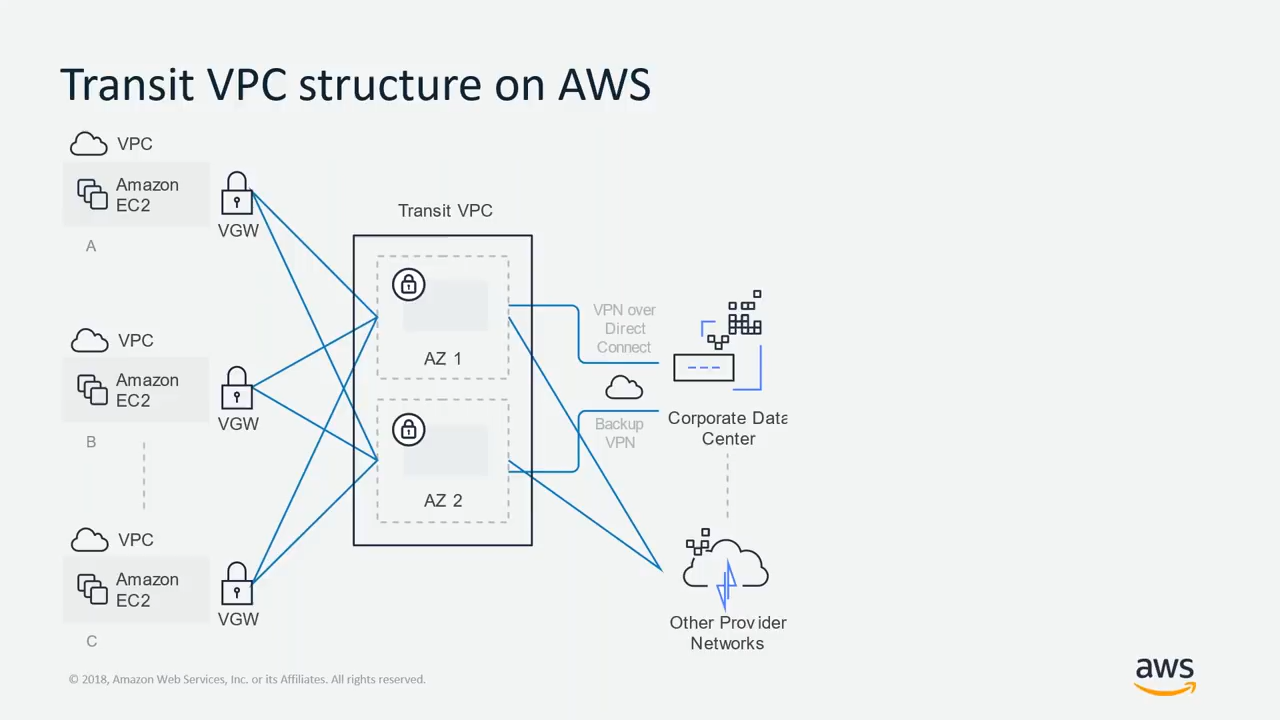 Transit VPC structure on AWS
VPC
Amazon
EC2
VGW
A
Transit VPC
AZ 1
AZ 2
VPC
Amazon
EC2
VGW
B
VPC
Amazon
EC2
VGW
C
VPN over
Direct
Connect
Backup
VPN
Corporate Data
Center
Other Provider
Networks
© 2018, Amazon Web Services, Inc. or its Affiliates. All rights reserved.
aws